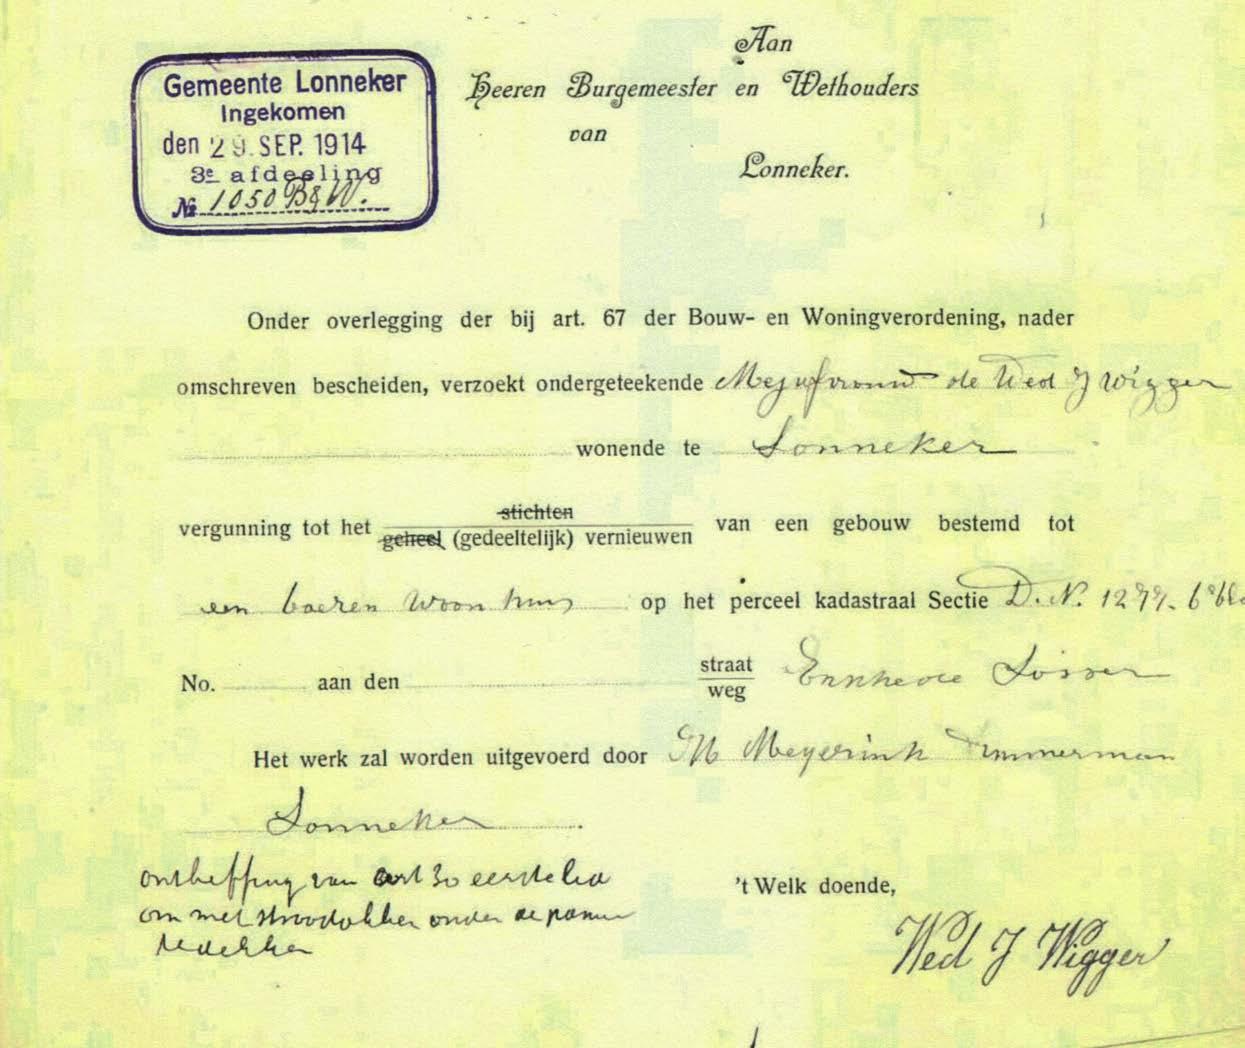 Gemeente Lonneker
Ingekomen
den 29. SEP. 1914
3e afdeeling
No 1050 B&W.
Aan
Heeren Burgemeester en Wethouders
van
Lonneker.
Onder overlegging der bij art. 67 der Bouw- en Woningverordening, nader
omschreven bescheiden, verzoekt ondergeteekende Mejufvrouw de Wed J Wigger
wonende te Lonneker
stichten
vergunning tot het geheel (gedeeltelijk) vernieuwen van een gebouw bestemd tot
een boeren woonhuis op het perceel kadastraal Sectie D. N.
No. aan den straat
weg Enschede Losser
Het werk zal worden uitgevoerd door Meyerink Timmerman
Lonneker
ontheffing van art 30 eerste lid
om met stroodokken onder de pannen
te dekken
't Welk doende,
Wed J Wigger